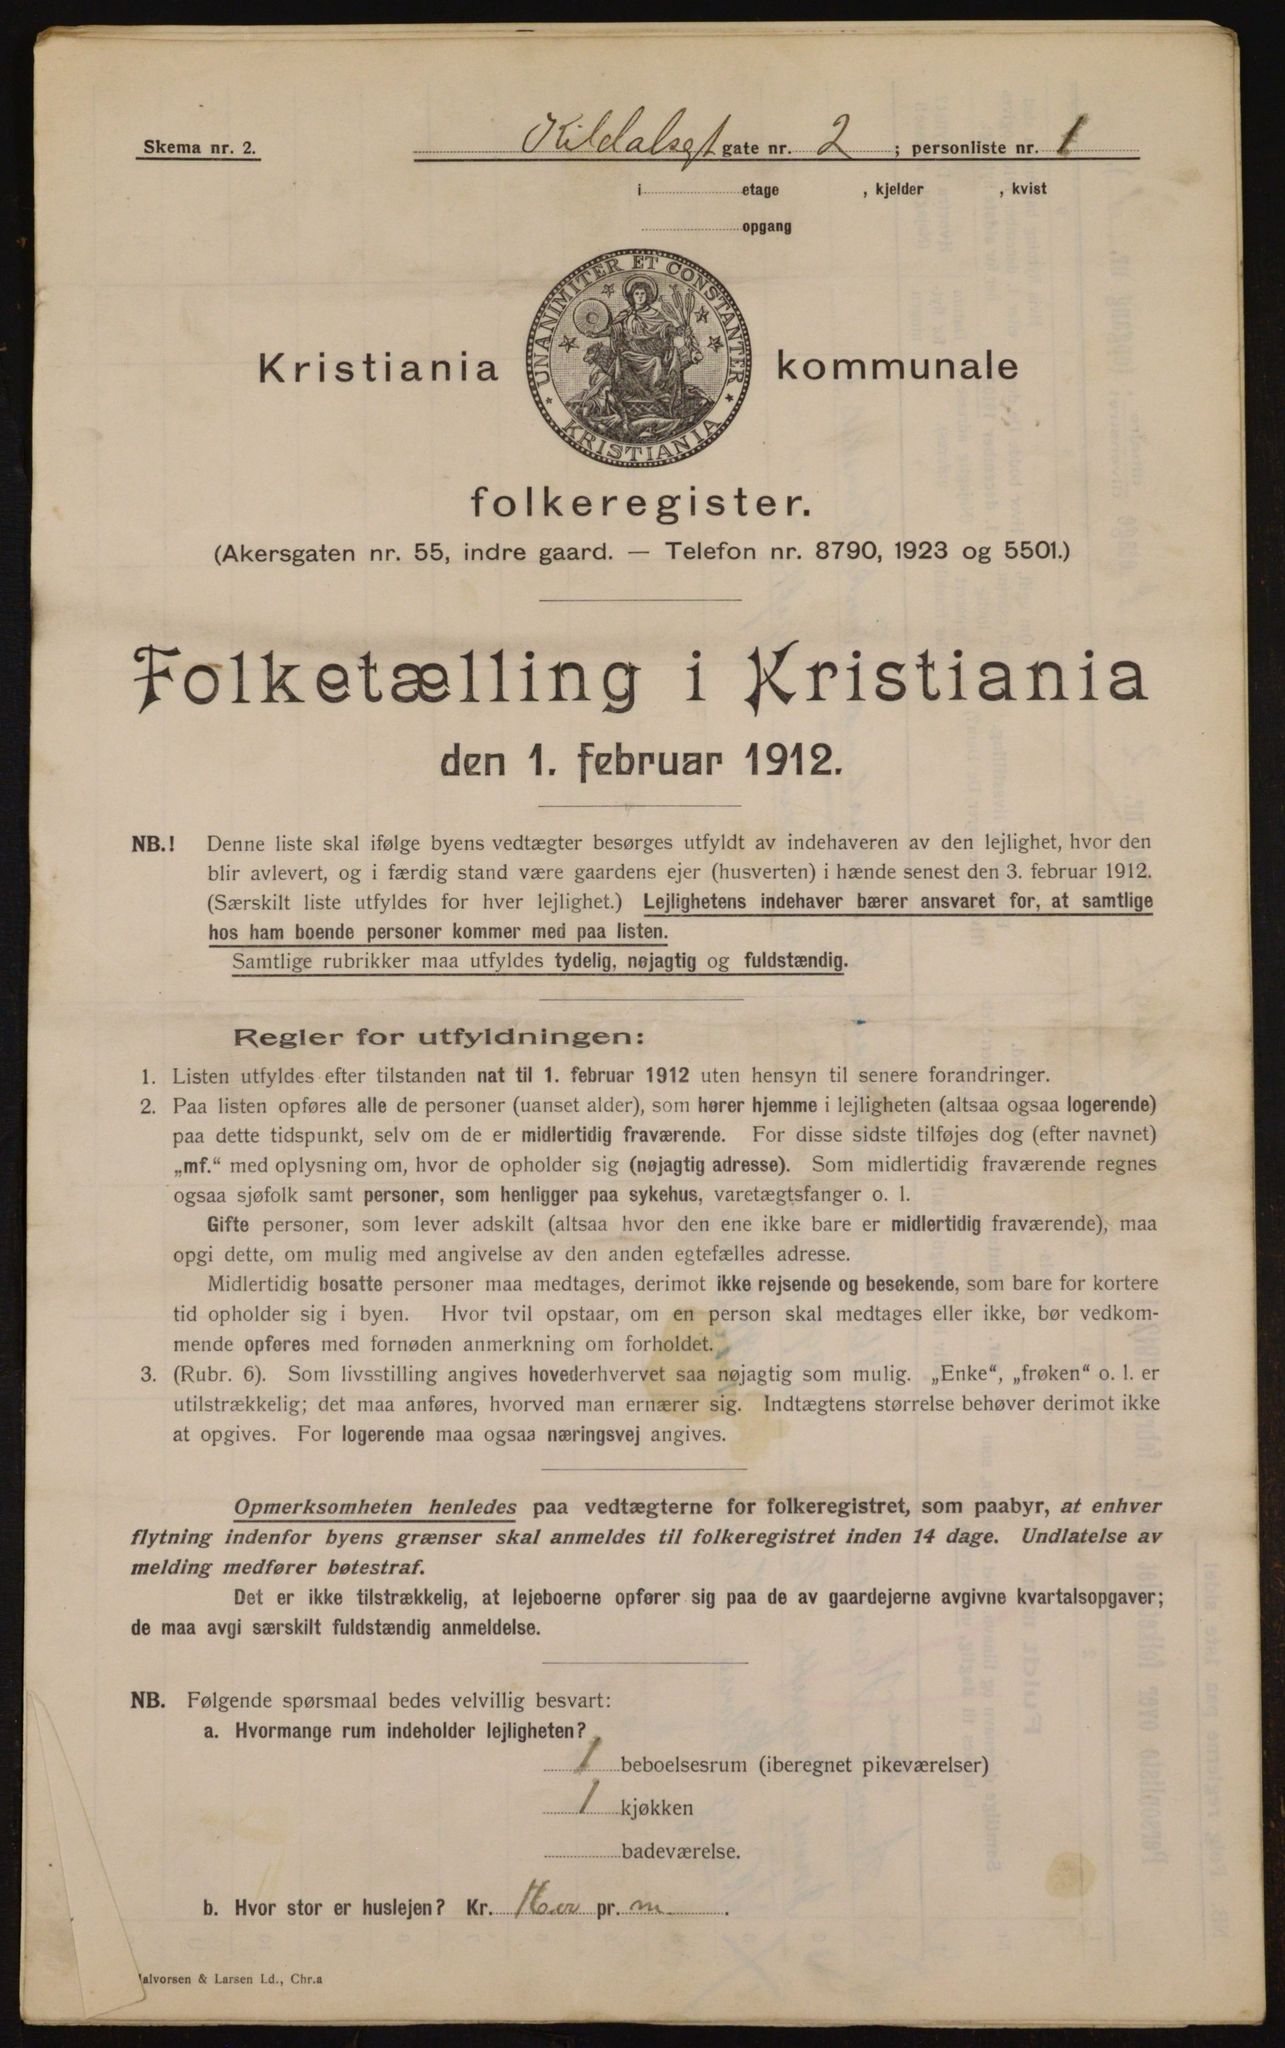 Skema nr. 2.
Kildalsgt gate nr. 2 ; personliste nr. 1
i etage , kjelder , kvist
opgang
UNANIMITER ET CONSTANTER
KRISTIANIA
Kristiania kommunale
folkeregister.
(Akersgaten nr. 55, indre gaard. — Telefon nr. 8790, 1923 og 5501.)
Folketælling i Kristiania
den 1. februar 1912.
NB.! Denne liste skal ifølge byens vedtægter besørges utfyldt av indehaveren av den lejlighet, hvor den
blir avlevert, og i færdig stand være gaardens ejer (husverten) i hænde senest den 3. februar 1912.
(Særskilt liste utfyldes for hver lejlighet.) Lejlighetens indehaver bærer ansvaret for, at samtlige
hos ham boende personer kommer med paa listen.
Samtlige rubrikker maa utfyldes tydelig, nøjagtig og fuldstændig.
Regler for utfyldningen:
1. Listen utfyldes efter tilstanden nat til 1. februar 1912 uten hensyn til senere forandringer.
2. Paa listen opføres alle de personer (uanset alder), som hører hjemme i lejligheten (altsaa ogsaa logerende)
paa dette tidspunkt, selv om de er midlertidig fraværende. For disse sidste tilføjes dog (efter navnet)
„mf.“ med oplysning om, hvor de opholder sig (nøjagtig adresse). Som midlertidig fraværende regnes
ogsaa sjøfolk samt personer, som henligger paa sykehus, varetægtsfanger o. l.
Gifte personer, som lever adskilt (altsaa hvor den ene ikke bare er midlertidig fraværende), maa
opgi dette, om mulig med angivelse av den anden egtefælles adresse.
Midlertidig bosatte personer maa medtages, derimot ikke rejsende og besøkende, som bare for kortere
tid opholder sig i byen. Hvor tvil opstaar, om en person skal medtages eller ikke, bør vedkom-
mende opføres med fornøden anmerkning om forholdet.
3. (Rubr. 6). Som livsstilling angives hovederhvervet saa nøjagtig som mulig. „Enke“, „frøken“ o. l. er
utilstrækkelig; det maa anføres, hvorved man ernærer sig. Indtægtens størrelse behøver derimot ikke
at opgives. For logerende maa ogsaa næringsvej angives.
Opmerksomheten henledes paa vedtægterne for folkeregistret, som paabyr, at enhver
flytning indenfor byens grænser skal anmeldes til folkeregistret inden 14 dage. Undlatelse av
melding medfører bøtestraf.
Det er ikke tilstrækkelig, at lejeboerne opfører sig paa de av gaardejerne avgivne kvartalsopgaver;
de maa avgi særskilt fuldstændig anmeldelse.
NB. Følgende spørsmaal bedes velvillig besvart:
a. Hvormange rum indeholder lejligheten?
1 beboelsesrum (iberegnet pikeværelser)
1 kjøkken
badeværelse.
b. Hvor stor er huslejen? Kr. pr. m.
alvorsen & Larsen Ld., Chr.a